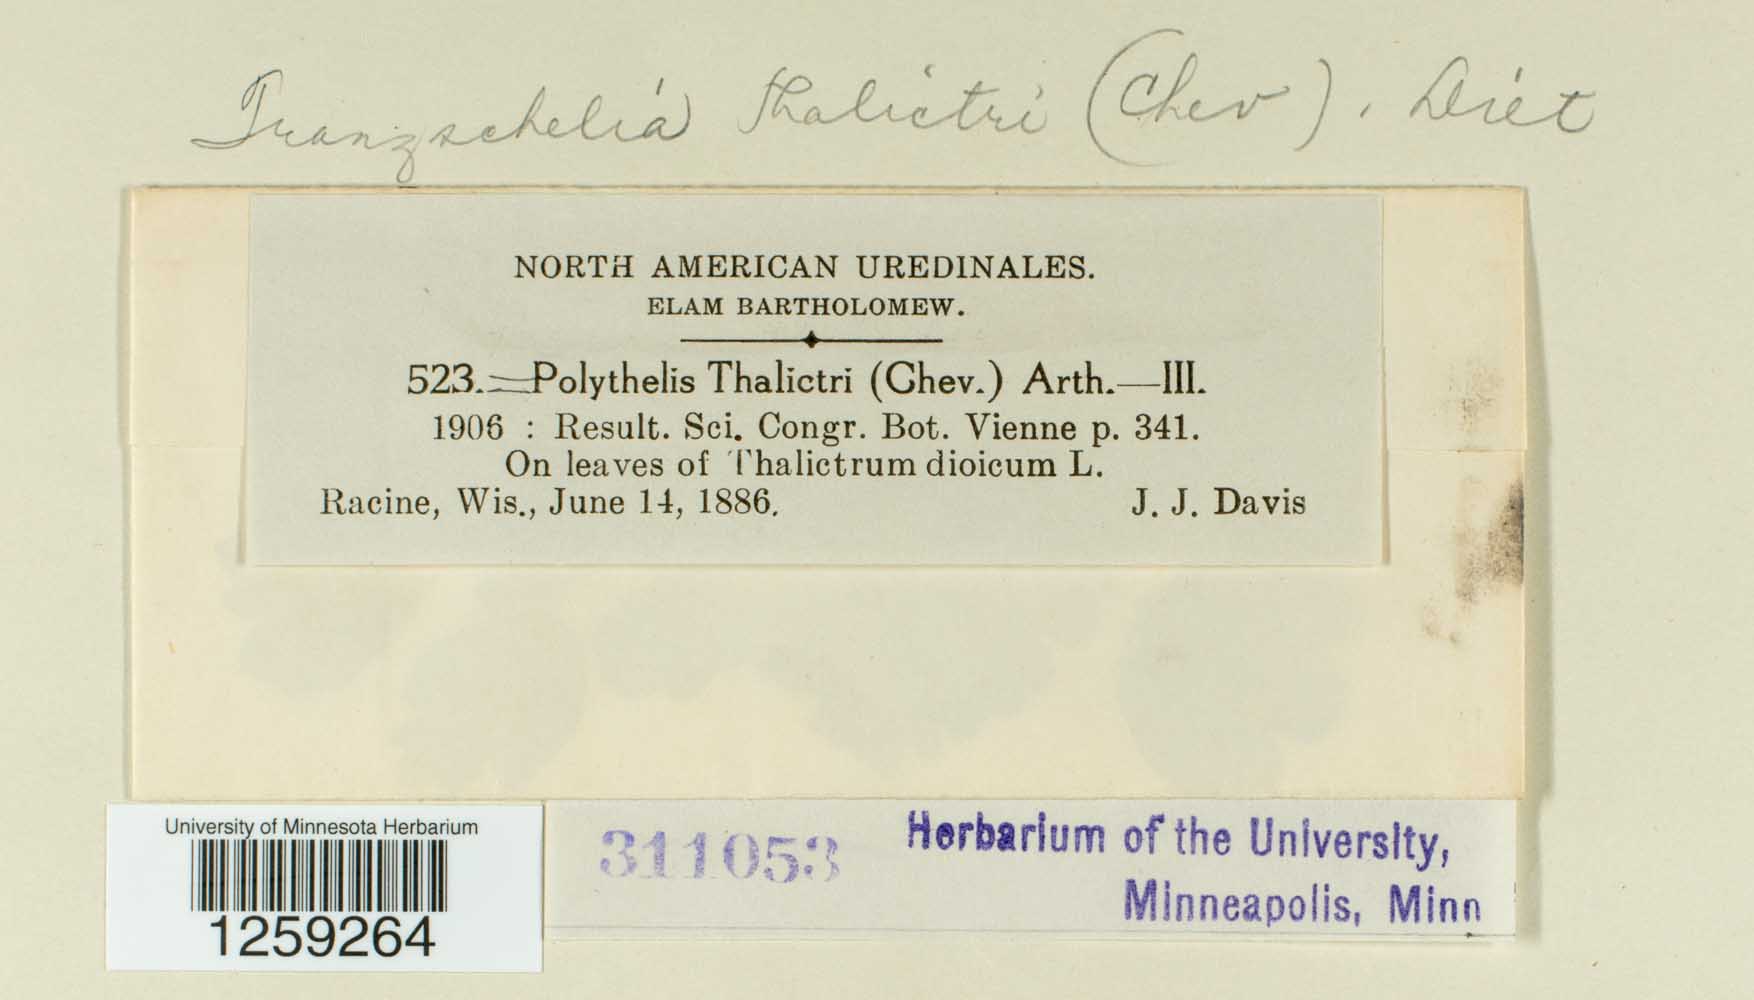 Tranzschelia Thalictri (Chev). Diet
NORTH AMERICAN UREDINALES.
ELAM BARTHOLOMEW.
523.—Polythelis Thalictri (Chev.) Arth.—III.
1906 : Result. Sci. Congr. Bot. Vienne p. 341.
On leaves of Thalictrum dioicum L.
Racine, Wis., June 14, 1886. J. J. Davis
University of Minnesota Herbarium
1259264
311053
Herbarium of the University,
Minneapolis, Minn